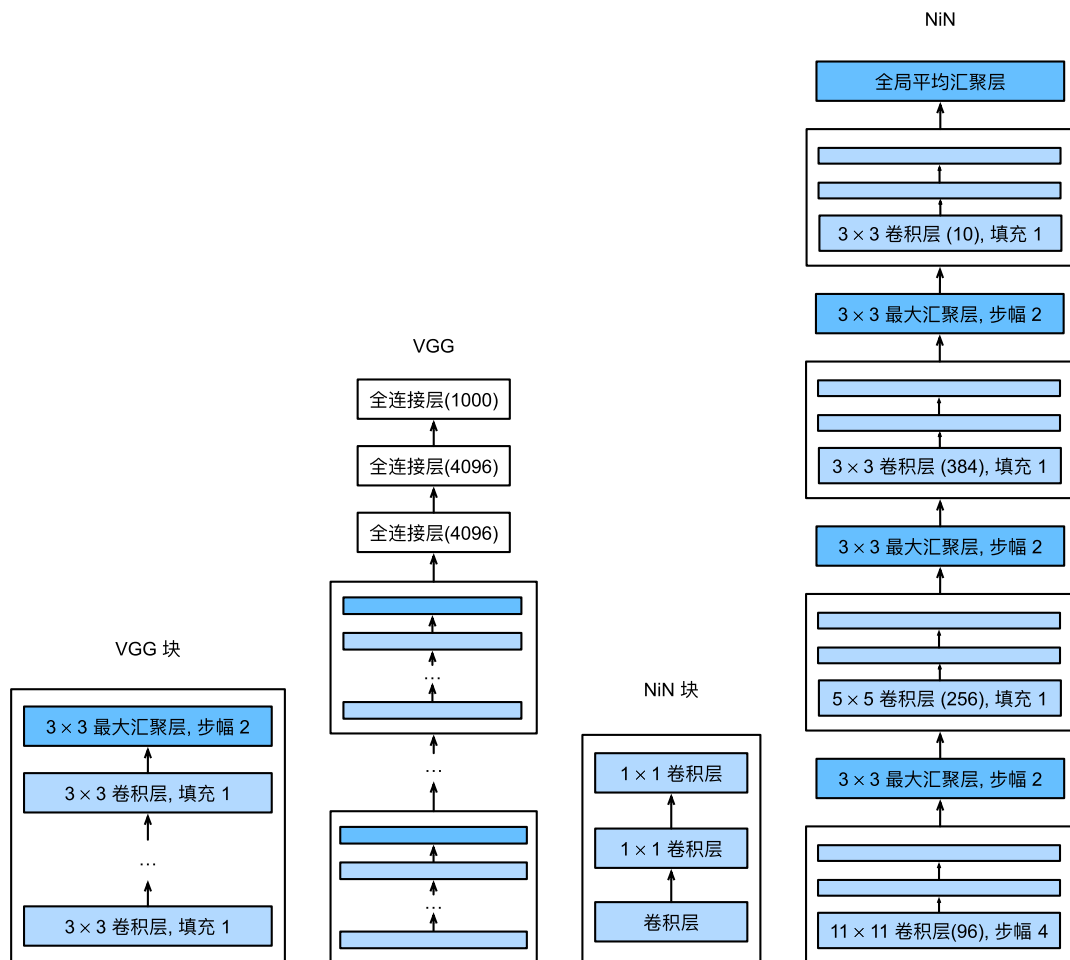 VGG 块
3 × 3 最大汇聚层, 步幅 2
3 × 3 卷积层, 填充 1
...
3 × 3 卷积层, 填充 1
VGG
全连接层(1000)
全连接层(4096)
全连接层(4096)
...
...
...
NiN 块
1 × 1 卷积层
1 × 1 卷积层
卷积层
NiN
全局平均汇聚层
3 × 3 卷积层 (10), 填充 1
3 × 3 最大汇聚层, 步幅 2
3 × 3 卷积层 (384), 填充 1
3 × 3 最大汇聚层, 步幅 2
5 × 5 卷积层 (256), 填充 1
3 × 3 最大汇聚层, 步幅 2
11 × 11 卷积层(96), 步幅 4